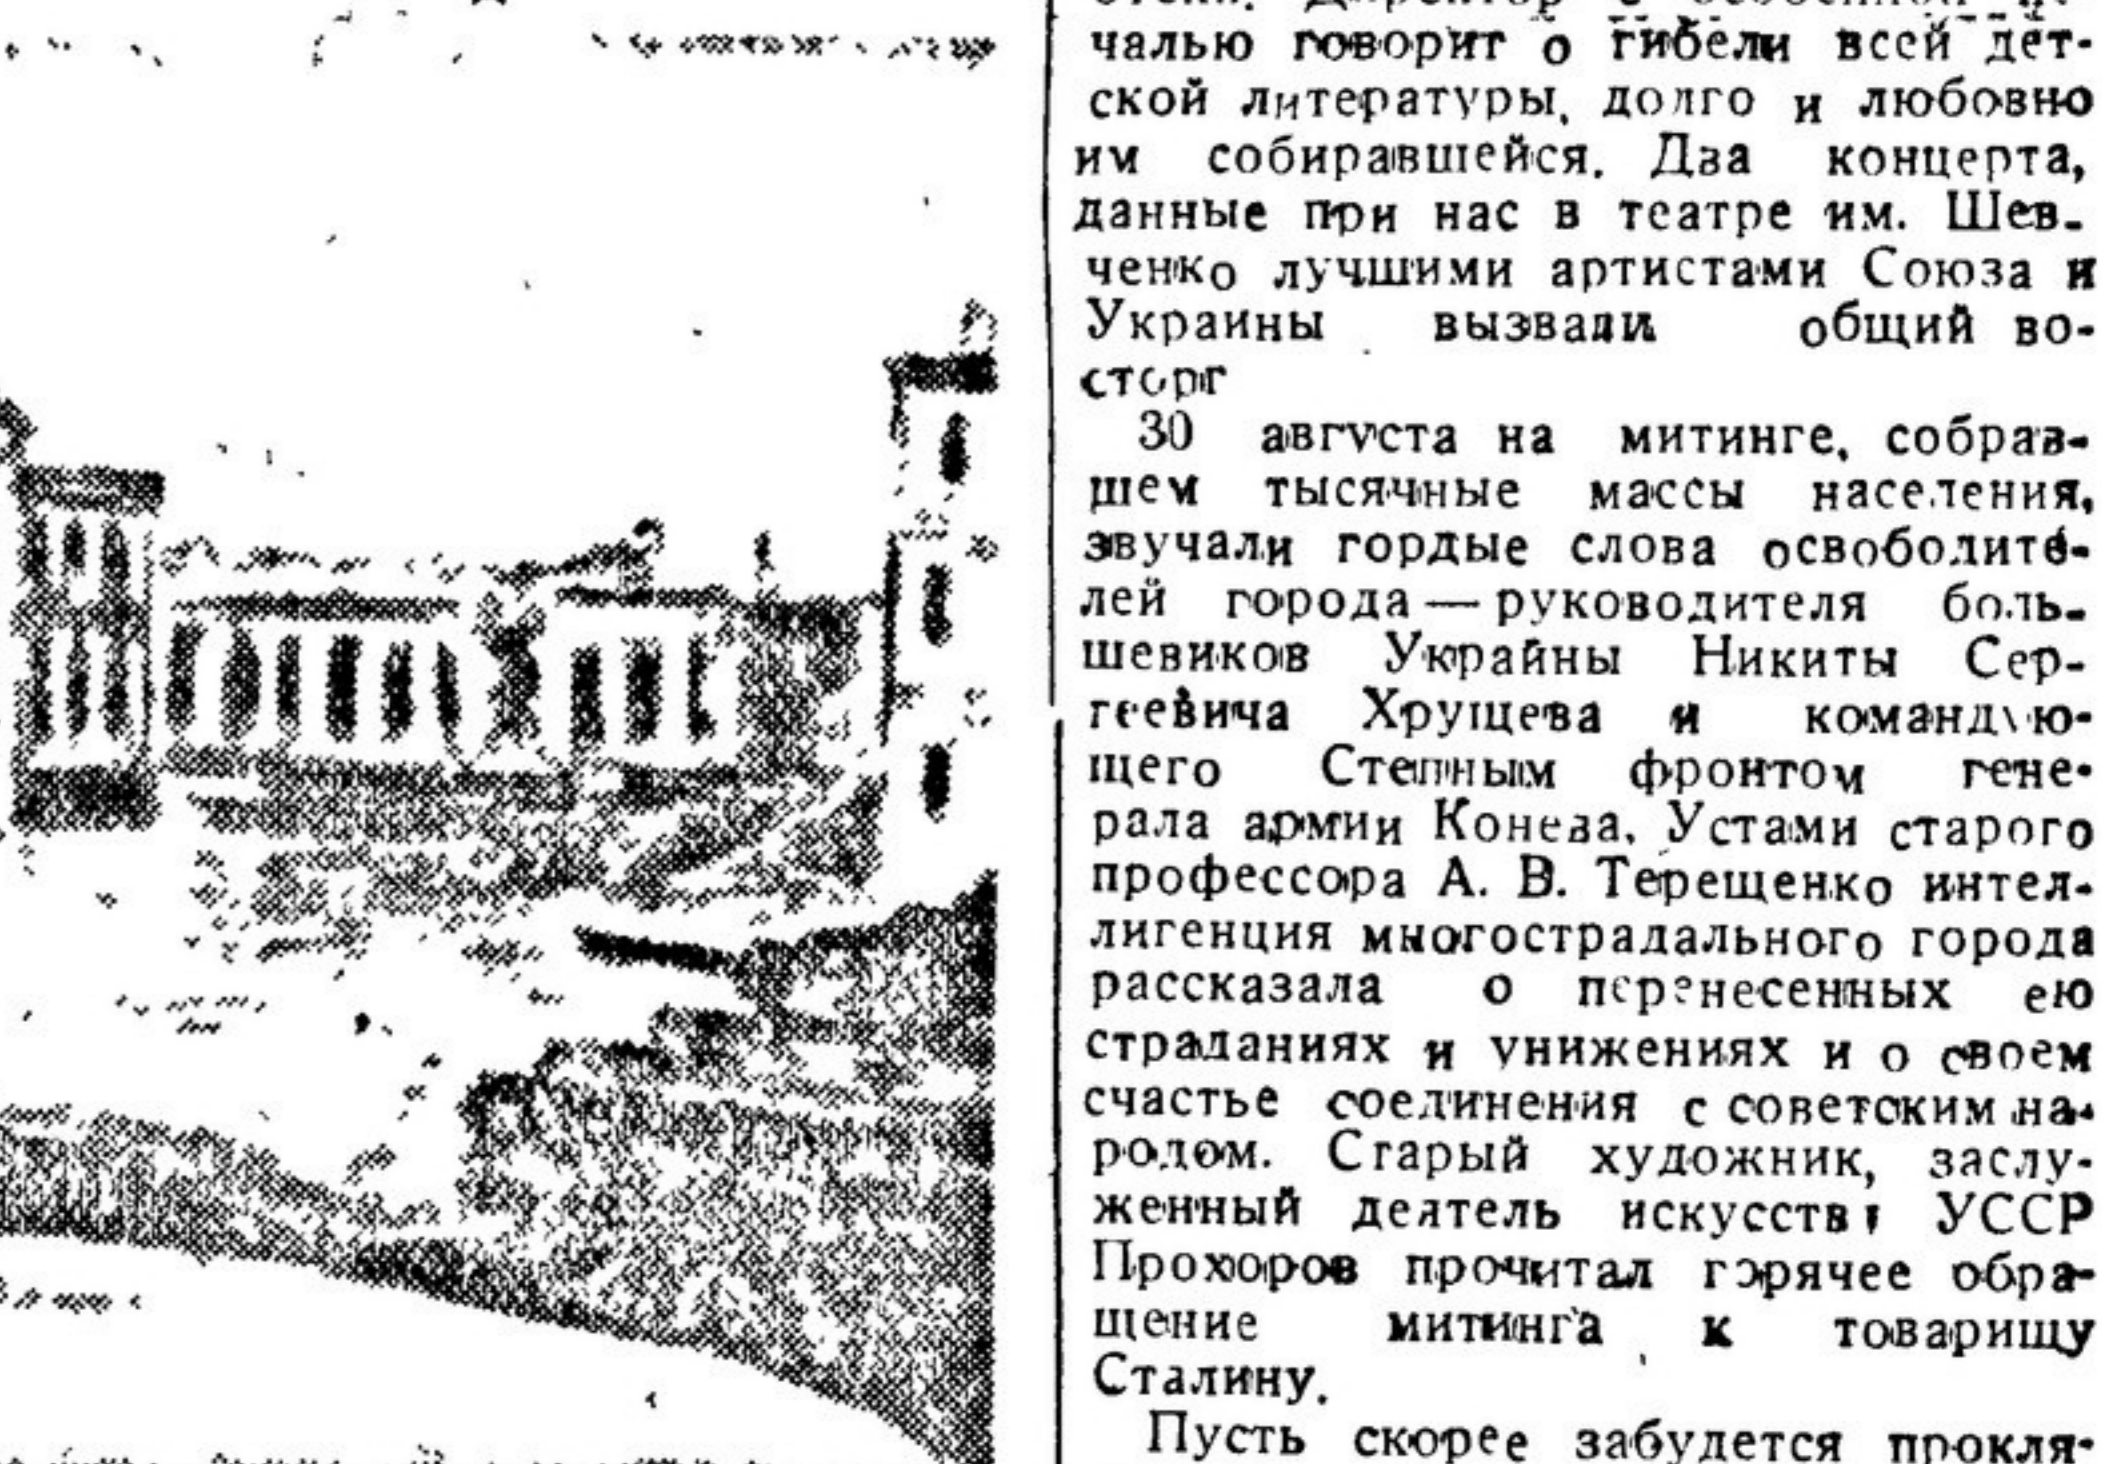 чалью говорит о гибели всей дет-
ской литературы, долго и любовно
им собиравшейся. Два концерта,
данные при нас в театре им. Шев-
ченко лучшими артистами Союза и
Украины вызвали общий во-
сторг
30 августа на митинге, собрав-
шем тысячные массы населения,
звучали гордые слова освободите-
лей города — руководителя боль-
шевиков Украины Никиты Сер-
геевича Хрущева и командую-
щего Степным фронтом гене-
рала армии Конева. Устами старого
профессора А. В. Терещенко интел-
лигенция многострадального города
рассказала о перенесенных ею
страданиях и унижениях и о своем
счастье соединения с советским на-
родом. Старый художник, заслу-
женный деятель искусств УССР
Прохоров прочитал горячее обра-
щение митинга к товарищу
Сталину.
Пусть скорее забудется прокля-